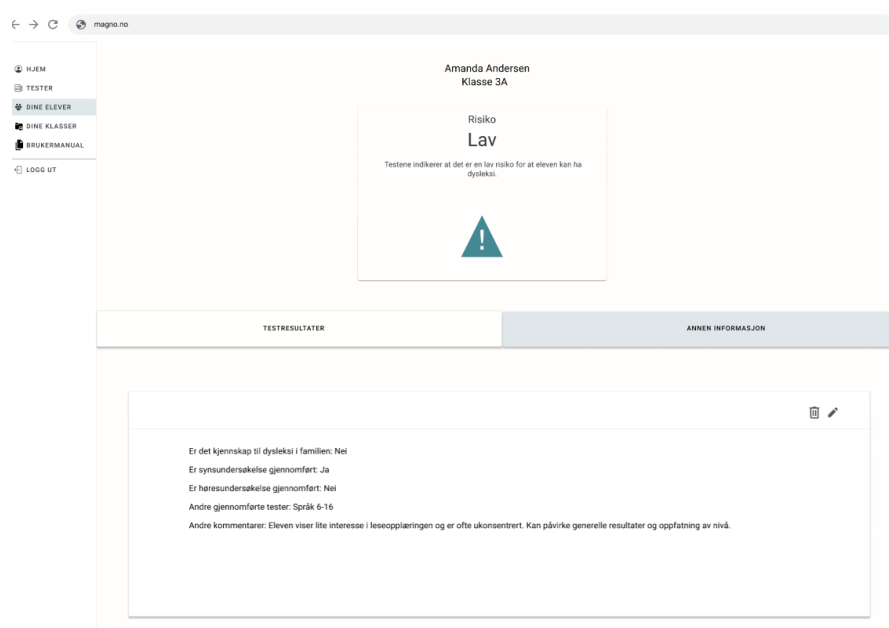 magno.no
HJEM
TESTER
DINE ELEVER
DINE KLASSER
BRUKERMANUAL
LOGG UT
Amanda Andersen
Klasse 3A
Risiko
Lav
Testene indikerer at det er en lav risiko for at eleven kan ha
dysleksi.
!
TESTRESULTATER
ANNEN INFORMASJON
Er det kjennskap til dysleksi i familien: Nei
Er synsundersøkelse gjennomført: Ja
Er høresundersøkelse gjennomført: Nei
Andre gjennomførte tester: Språk 6-16
Andre kommentarer: Eleven viser lite interesse i leseopplæringen og er ofte ukonsentrert. Kan påvirke generelle resultater og oppfatning av nivå.